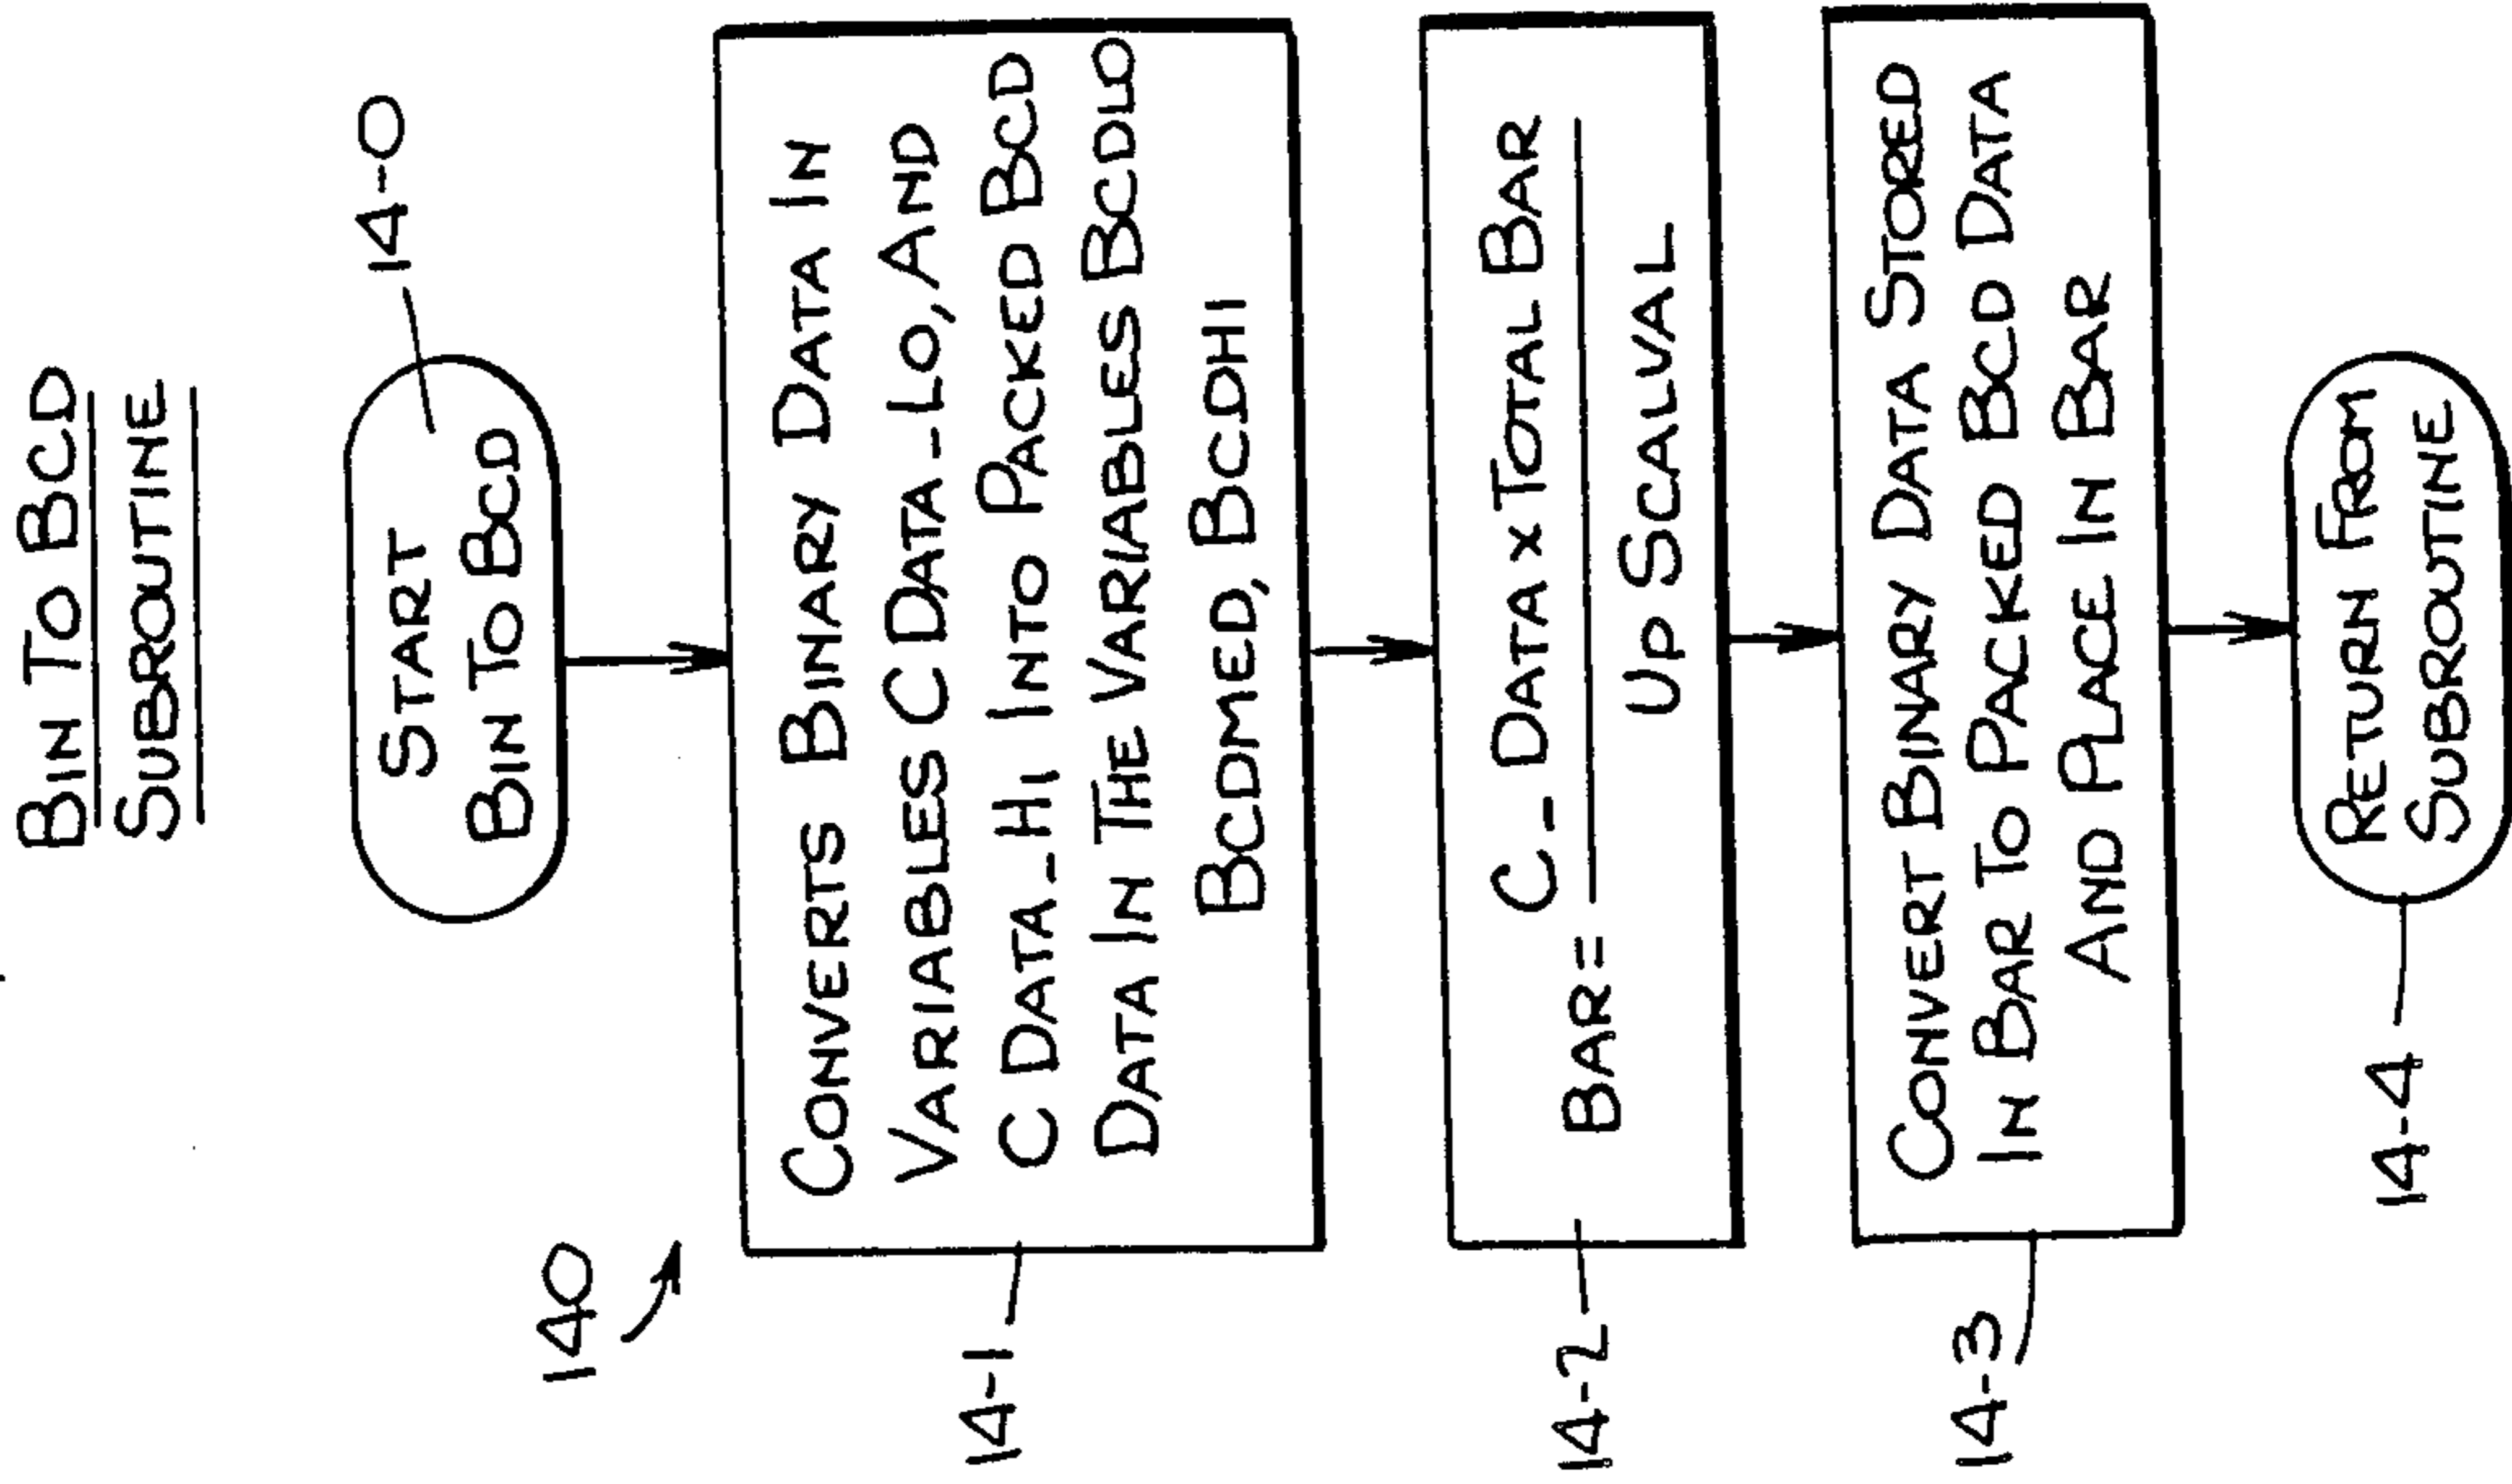 BIN TO BCD
SUBROUTINE
14-0
START
BIN TO BCD
140
14-1
CONVERTS BINARY DATA IN
VARIABLES C DATA-LO, AND
C DATA-HI INTO PACKED BCD
DATA IN THE VARIABLES BCDLO
BCDMED, BCDHI
14-2
BAR= C-DATA x TOTAL BAR
UP SCALVAL
14-3
CONVERT BINARY DATA STORED
IN BAR TO PACKED BCD DATA
AND PLACE IN BAR
14-4
RETURN FROM
SUBROUTINE